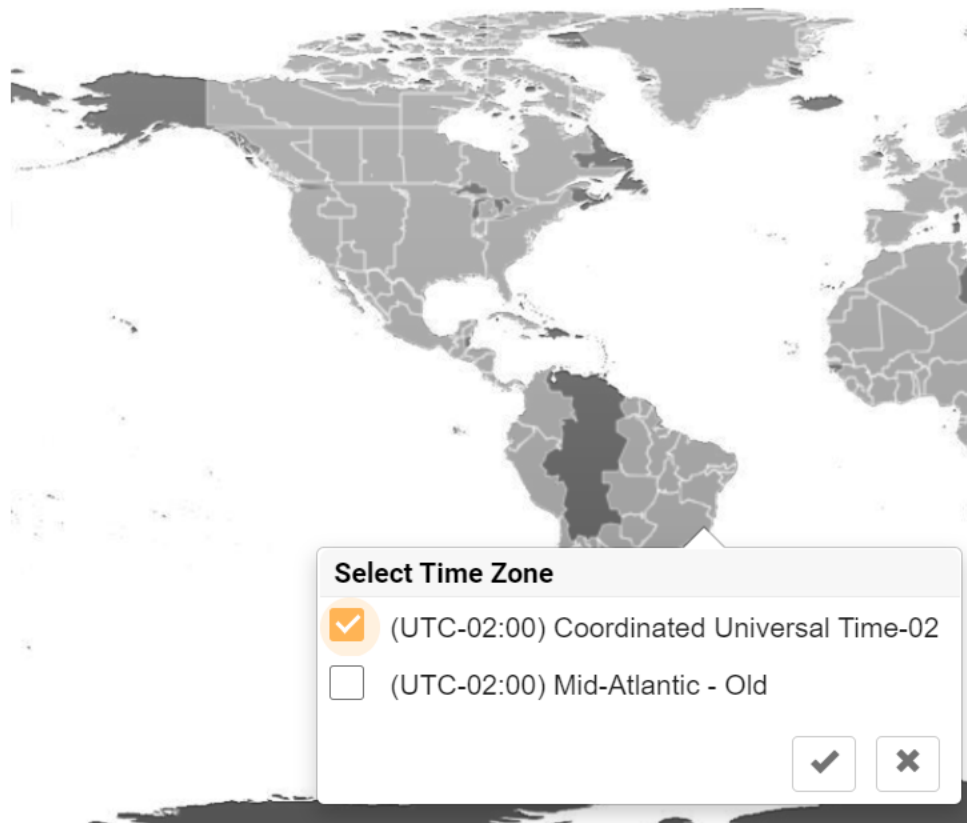 Select Time Zone
(UTC-02:00) Coordinated Universal Time-02
(UTC-02:00) Mid-Atlantic - Old